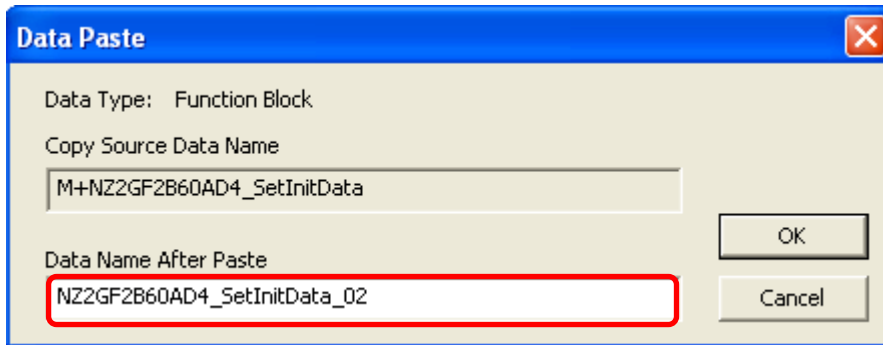 Data Paste
Data Type: Function Block
Copy Source Data Name
M+NZ2GF2B60AD4_SetInitData
OK
Data Name After Paste
NZ2GF2B60AD4_SetInitData_02
Cancel